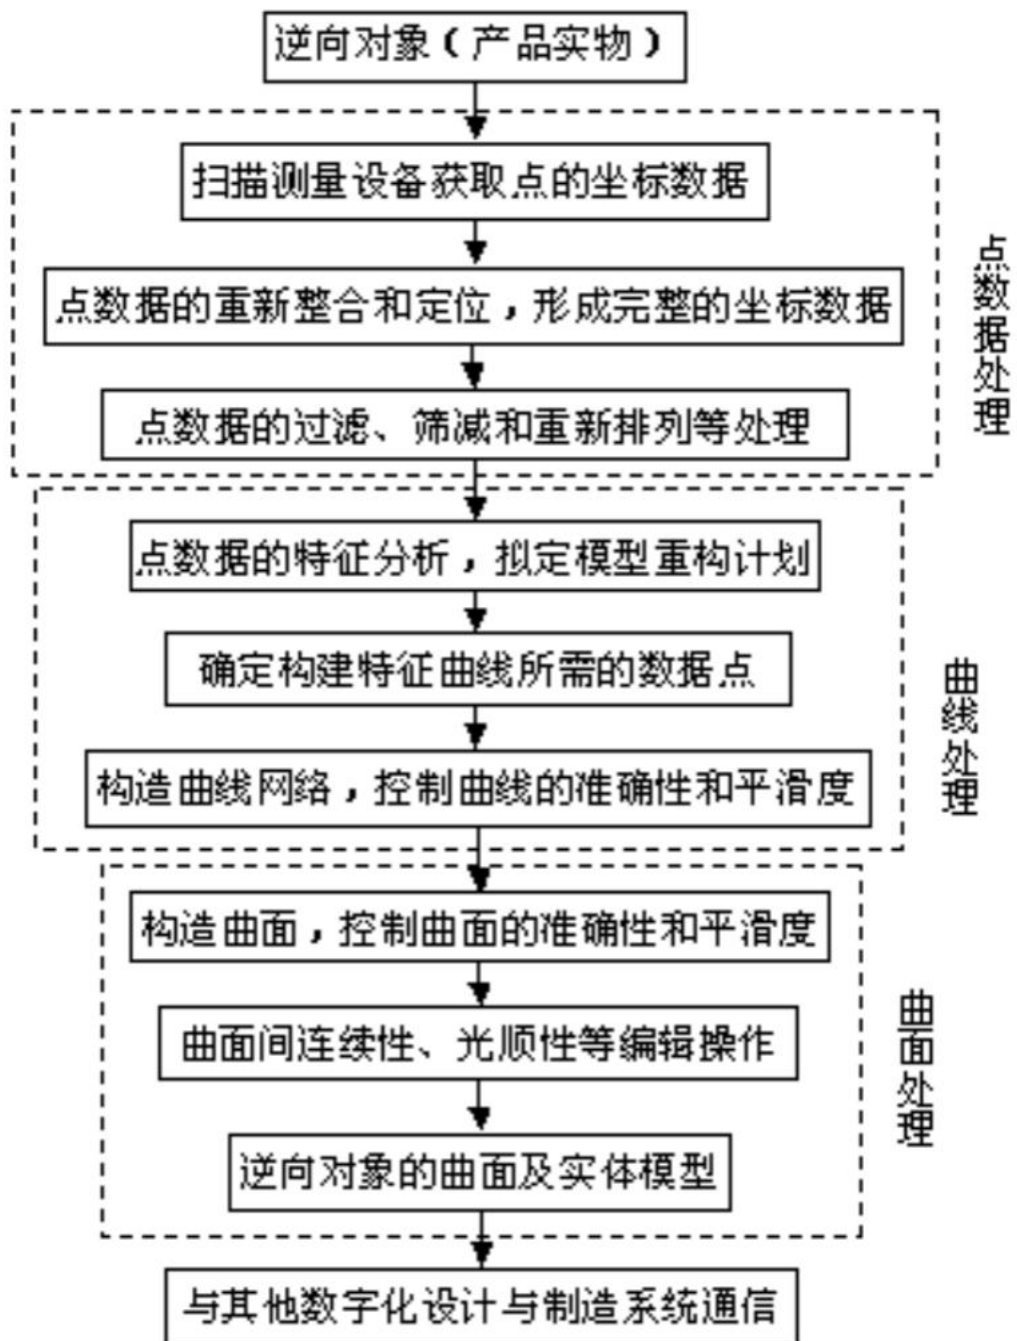 逆向对象（产品实物）
扫描测量设备获取点的坐标数据
点数据的重新整合和定位，形成完整的坐标数据
点数据的过滤、筛减和重新排列等处理
点数据处理
点数据的特征分析，拟定模型重构计划
确定构建特征曲线所需的数据点
构造曲线网络，控制曲线的准确性和平滑度
曲线处理
构造曲面，控制曲面的准确性和平滑度
曲面间连续性、光顺性等编辑操作
逆向对象的曲面及实体模型
曲面处理
与其他数字化设计与制造系统通信